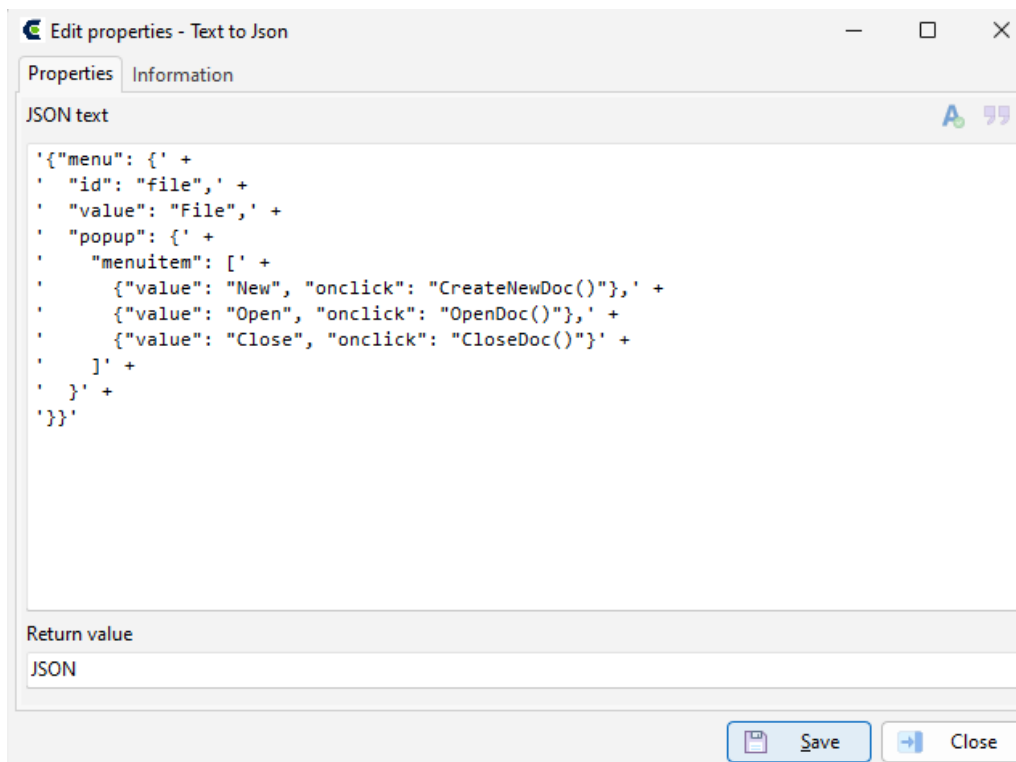 Edit properties - Text to Json
Properties Information
JSON text
'{"menu": {' +
'  "id": "file",' +
'  "value": "File",' +
'  "popup": {' +
'    "menuitem": [' +
'      {"value": "New", "onclick": "CreateNewDoc()"},' +
'      {"value": "Open", "onclick": "OpenDoc()"},' +
'      {"value": "Close", "onclick": "CloseDoc()"}' +
'    ]' +
'  }' +
'}}'
Return value
JSON
Save Close